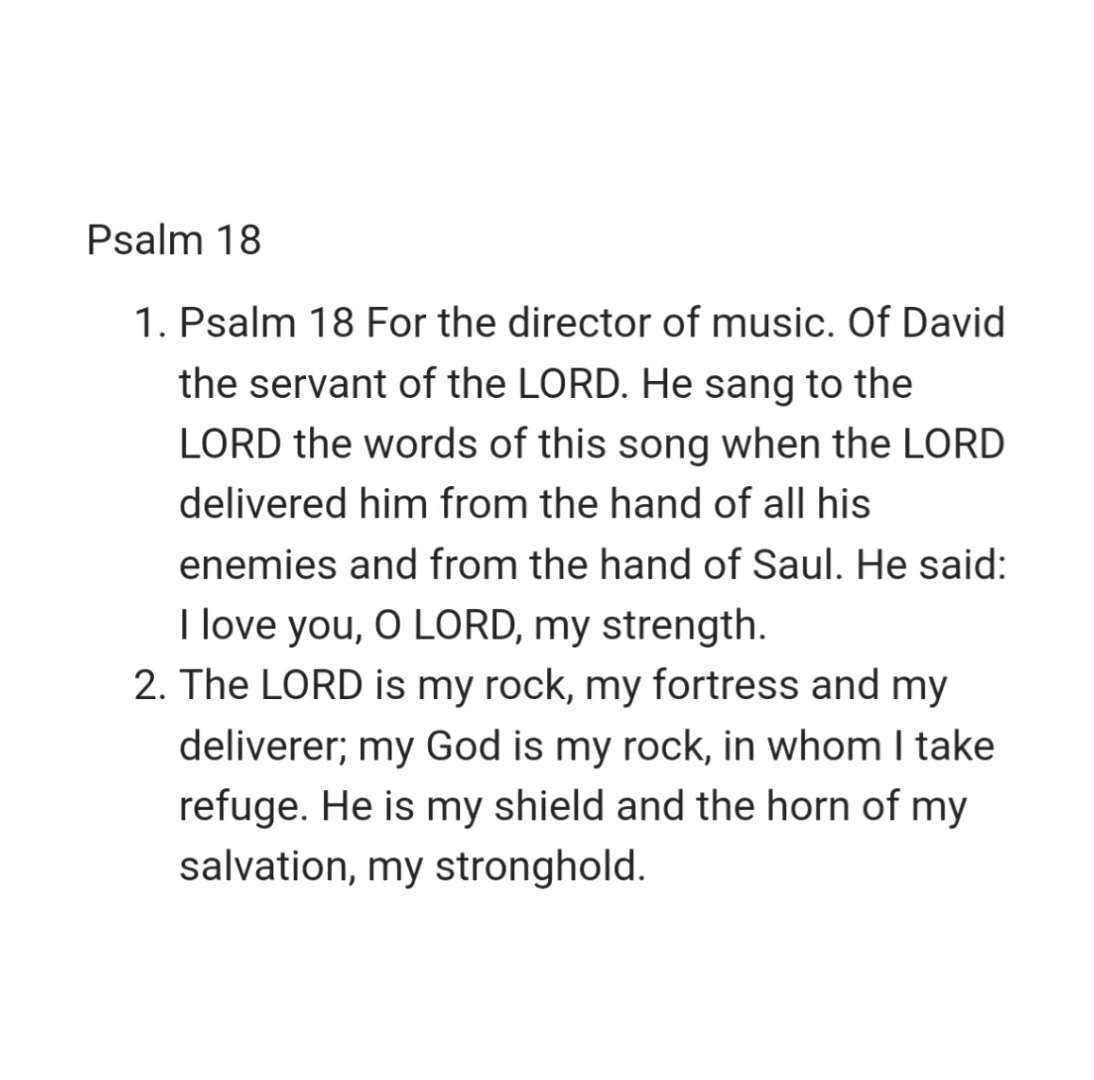 Psalm 18
1. Psalm 18 For the director of music. Of David
the servant of the LORD. He sang to the
LORD the words of this song when the LORD
delivered him from the hand of all his
enemies and from the hand of Saul. He said:
I love you, O LORD, my strength.
2. The LORD is my rock, my fortress and my
deliverer; my God is my rock, in whom I take
refuge. He is my shield and the horn of my
salvation, my stronghold.